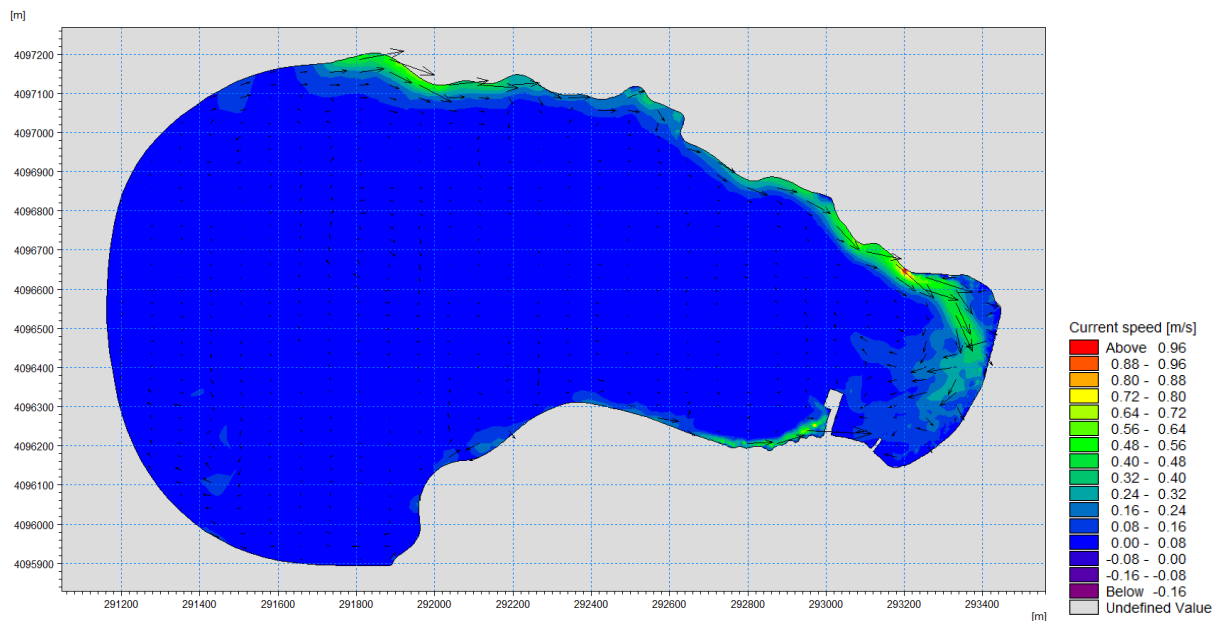 [m]
4097200
4097100
4097000
4096900
4096800
4096700
4096600
4096500
4096400
4096300
4096200
4096100
4096000
4095900
291200 291400 291600 291800 292000 292200 292400 292600 292800 293000 293200 293400
[m]
Current speed [m/s]
Above 0.96
0.88 - 0.96
0.80 - 0.88
0.72 - 0.80
0.64 - 0.72
0.56 - 0.64
0.48 - 0.56
0.40 - 0.48
0.32 - 0.40
0.24 - 0.32
0.16 - 0.24
0.08 - 0.16
0.00 - 0.08
-0.08 - 0.00
-0.16 - -0.08
Below -0.16
Undefined Value